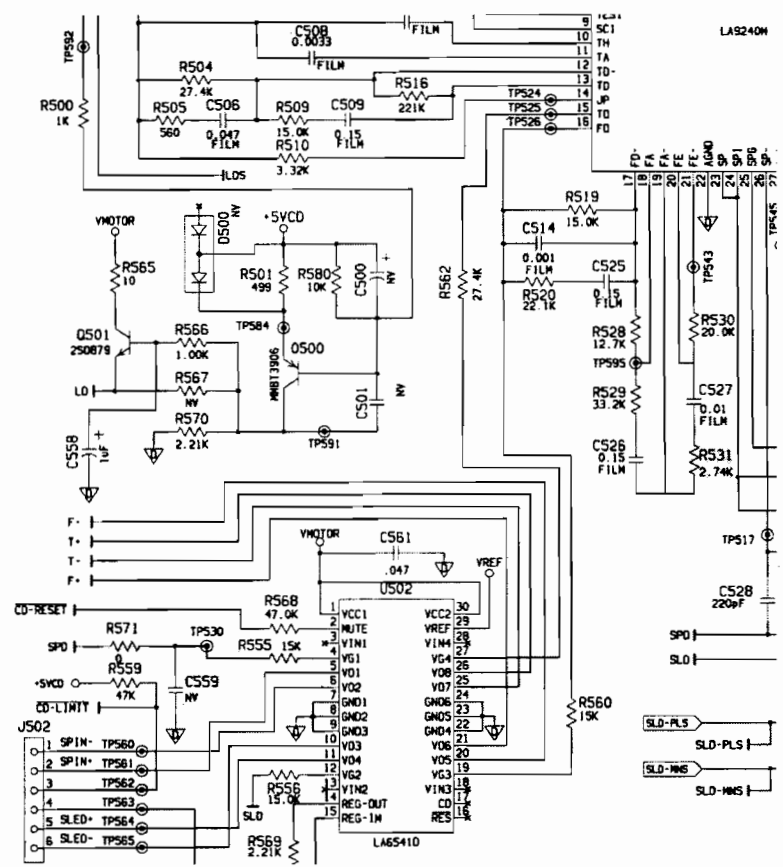 TEST
9
SCI
10
TH
11
TA
12
TD-
13
TD
14
JP
15
TO
16
FD
LA9240M
TP592
C508
0.0033
FILM
FILM
R504
27.4K
R516
221K
TP524
TP525
TP526
R500
1K
R505
560
C506
0.047
FILM
R509
15.0K
C509
0.15
FILM
R510
3.32K
LDS
FD-
FA
FA-
FE
FE-
AGND
SP
SPI
SPG
SP-
17
18
19
20
21
22
23
24
25
26
27
TP545
VMOTOR
D500
NV
+5VCD
R519
15.0K
C514
0.001
FILM
C525
0.15
FILM
R520
22.1K
TP543
R565
10
R501
499
R580
10K
C500
+
NV
R562
27.4K
R528
12.7K
R530
20.0K
TP584
Q501
2SD879
R566
1.00K
Q500
MMBT3906
TP595
LD
R567
NV
C501
NV
R529
33.2K
C527
0.01
FILM
R570
2.21K
TP591
C558
+
1uF
C526
0.15
FILM
R531
2.74K
F-
T+
T-
F+
VMOTOR
C561
.047
VREF
TP517
U502
C528
220pF
CD-RESET
R568
47.0K
R571
0
SPD
TP530
R555
15K
R559
47K
+5VCD
C559
NV
CD-LIMIT
1
VCC1
2
MUTE
3
VIN1
4
VG1
5
VO1
6
VO2
7
GND1
8
GND2
9
GND3
10
VO3
11
VO4
12
VG2
13
VIN2
14
REG-OUT
15
REG-IN
VCC2
30
VREF
29
VIN4
28
VG4
27
VO8
26
VO7
25
GND6
24
GND5
23
GND4
22
VO6
21
VO5
20
VG3
19
VIN3
18
CD
17
RES
16
LA6541D
R560
15K
SPD
SLD
J502
1 SPIN- TP560
2 SPIN+ TP561
3 TP562
4 TP563
5 SLED+ TP564
6 SLED- TP565
SLD
R556
15.0K
R569
2.21K
SLD-PLS
SLD-PLS
SLD-MNS
SLD-MNS